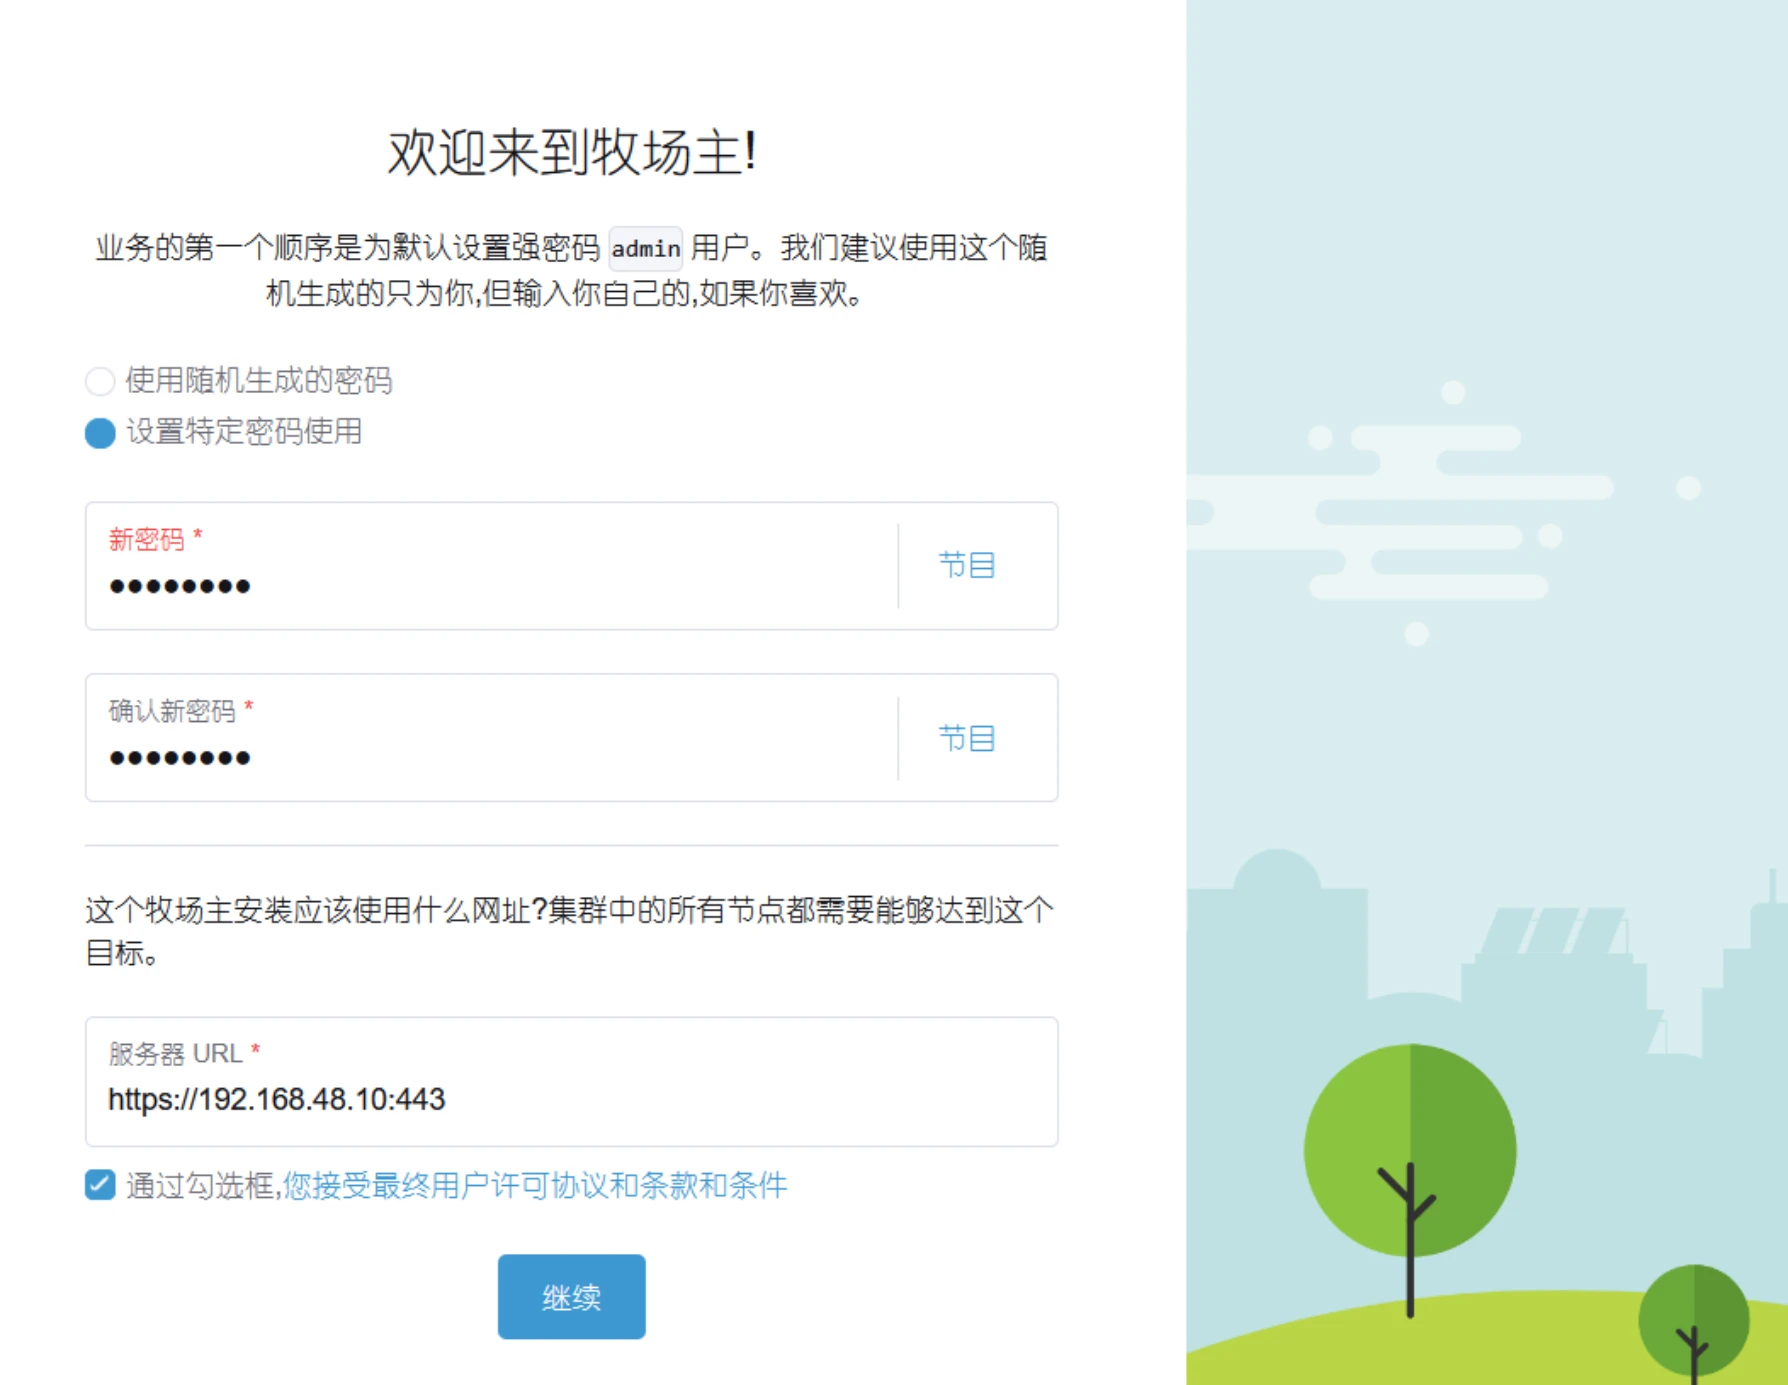 欢迎来到牧场主!
业务的第一个顺序是为默认设置强密码 admin 用户。我们建议使用这个随
机生成的只为你,但输入你自己的,如果你喜欢。
使用随机生成的密码
设置特定密码使用
新密码 *
●●●●●●●●
节目
确认新密码 *
●●●●●●●●
节目
这个牧场主安装应该使用什么网址?集群中的所有节点都需要能够达到这个
目标。
服务器 URL *
https://192.168.48.10:443
通过勾选框,您接受最终用户许可协议和条款和条件
继续